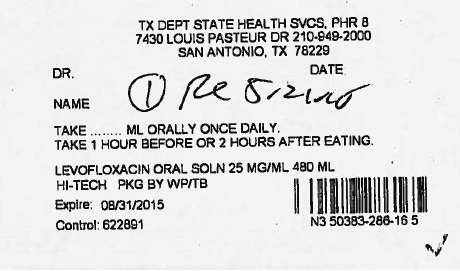 TX DEPT STATE HEALTH SVCS, PHR 8
7430 LOUIS PASTEUR DR 210-949-2000
SAN ANTONIO, TX 78229
DR. DATE
NAME ①
TAKE ........ ML ORALLY ONCE DAILY.
TAKE 1 HOUR BEFORE OR 2 HOURS AFTER EATING.
LEVOFLOXACIN ORAL SOLN 25 MG/ML 480 ML
HI-TECH PKG BY WP/TB
Expire: 08/31/2015
Control: 622891
N3 50383-286-16 5